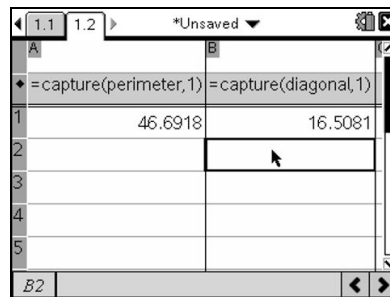 1.1 1.2 *Unsaved
A B
=capture(perimeter,1) =capture(diagonal,1)
1 46.6918 16.5081
2
3
4
5
B2